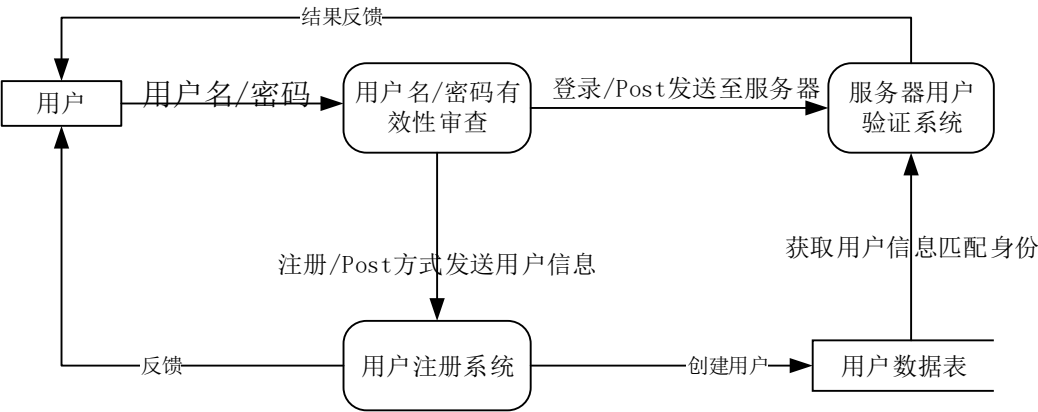 结果反馈
用户
用户名/密码
用户名/密码有
效性审查
登录/Post发送至服务器
服务器用户
验证系统
注册/Post方式发送用户信息
获取用户信息匹配身份
反馈
用户注册系统
创建用户
用户数据表